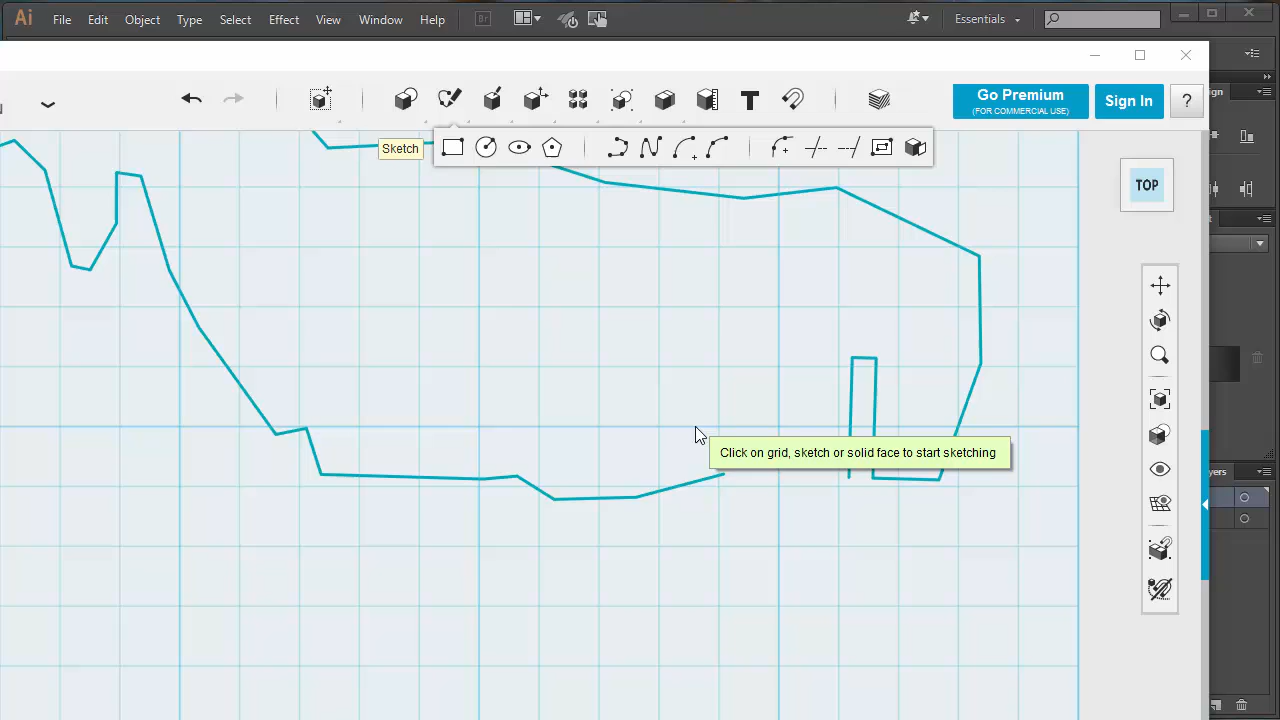 Ai File Edit Object Type Select Effect View Window Help Br Essentials
Go Premium
(FOR COMMERCIAL USE)
Sign In
?
T
Sketch
TOP
Click on grid, sketch or solid face to start sketching